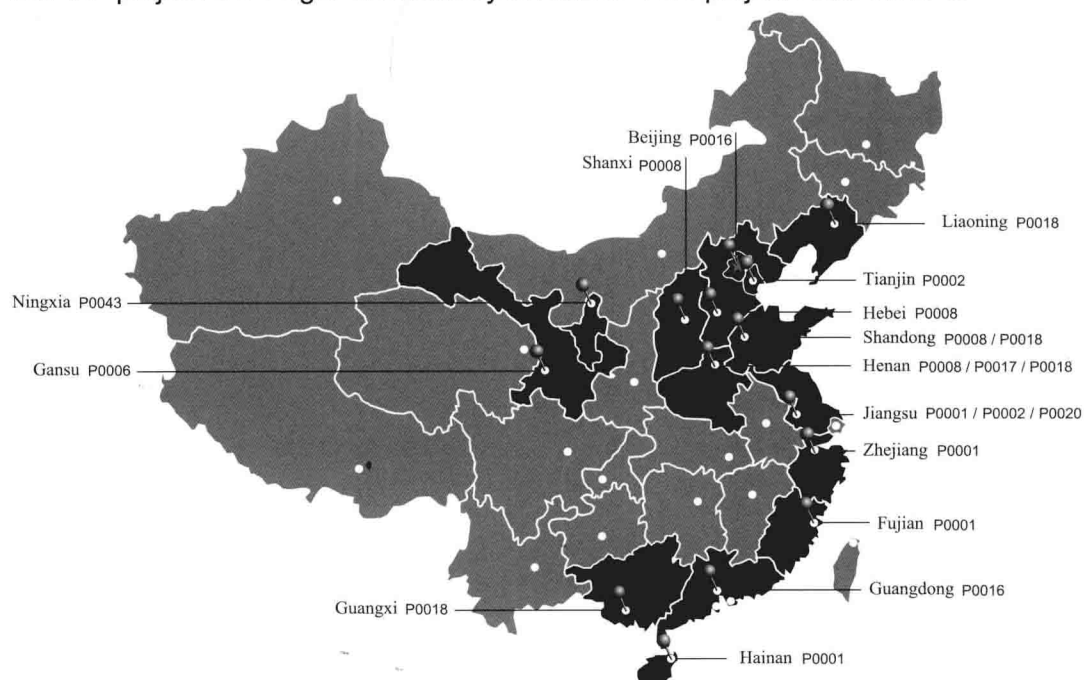 Beijing P0016
Shanxi P0008
Liaoning P0018
Tianjin P0002
Ningxia P0043
Hebei P0008
Shandong P0008 / P0018
Gansu P0006
Henan P0008 / P0017 / P0018
Jiangsu P0001 / P0002 / P0020
Zhejiang P0001
Fujian P0001
Guangdong P0016
Guangxi P0018
Hainan P0001